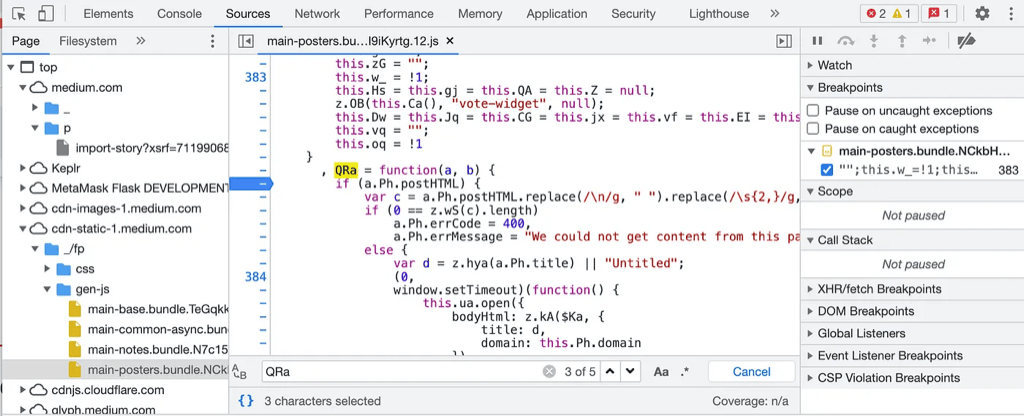 Elements Console Sources Network Performance Memory Application Security Lighthouse » 2 1 1
Page Filesystem »
top
medium.com
_
p
import-story?xsrf=71199068
Keplr
MetaMask Flask DEVELOPMENT
cdn-images-1.medium.com
cdn-static-1.medium.com
_/fp
css
gen-js
main-base.bundle.TeGqkk
main-common-async.bun
main-notes.bundle.N7c15
main-posters.bundle.NCkb
cdnjs.cloudflare.com
glyph.medium.com
main-posters.bu...l9iKyrtg.12.js ×
this.zG = "";
383 this.w_ = !1;
this.Hs = this.gj = this.QA = this.Z = null;
z.OB(this.Ca(), "vote-widget", null);
this.Dw = this.Jq = this.CG = this.jx = this.vf = this.EI = this
this.vq = "";
this.oq = !1
}
, QRa = function(a, b) {
if (a.Ph.postHTML) {
var c = a.Ph.postHTML.replace(/\n/g, " ").replace(/\s{2,}/g,
if (0 == z.wS(c).length)
a.Ph.errCode = 400,
a.Ph.errMessage = "We could not get content from this pa
else {
var d = z.hya(a.Ph.title) || "Untitled";
384 (0,
window.setTimeout)(function() {
this.ua.open({
bodyHtml: z.kA($Ka, {
title: d,
domain: this.Ph.domain
})
QRa 3 of 5 Aa .* Cancel
{} 3 characters selected Coverage: n/a
Watch
Breakpoints
Pause on uncaught exceptions
Pause on caught exceptions
main-posters.bundle.NCkbH...
"";this.w_=!1;this... 383
Scope
Not paused
Call Stack
Not paused
XHR/fetch Breakpoints
DOM Breakpoints
Global Listeners
Event Listener Breakpoints
CSP Violation Breakpoints